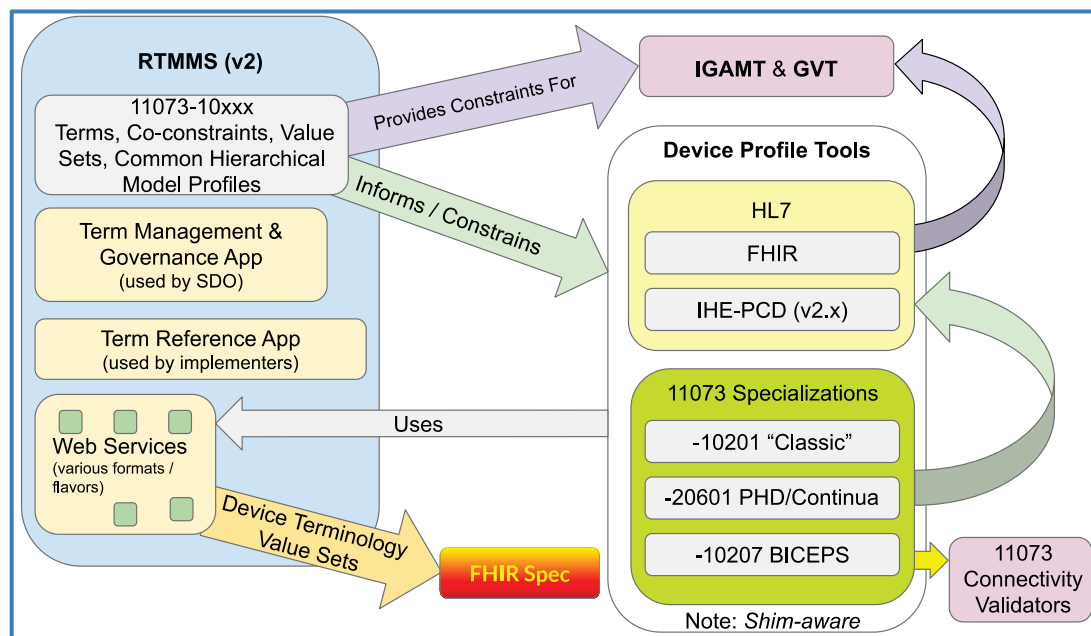 RTMMS (v2)
11073-10xxx
Terms, Co-constraints, Value
Sets, Common Hierarchical
Model Profiles
Term Management &
Governance App
(used by SDO)
Term Reference App
(used by implementers)
Web Services
(various formats /
flavors)
Provides Constraints For
Informs / Constrains
Uses
Device Terminology
Value Sets
FHIR Spec
IGAMT & GVT
Device Profile Tools
HL7
FHIR
IHE-PCD (v2.x)
11073 Specializations
-10201 “Classic”
-20601 PHD/Continua
-10207 BICEPS
Note: Shim-aware
11073
Connectivity
Validators